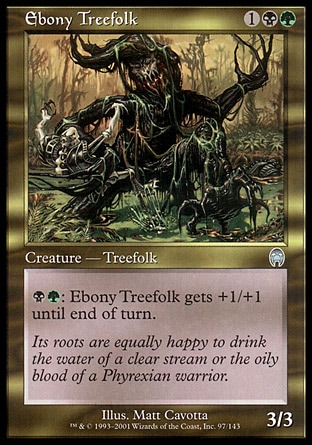 Ebony Treefolk 1
Creature — Treefolk
: Ebony Treefolk gets +1/+1
until end of turn.
Its roots are equally happy to drink
the water of a clear stream or the oily
blood of a Phyrexian warrior.
Illus. Matt Cavotta
™ & © 1993–2001 Wizards of the Coast, Inc. 97/143
3/3